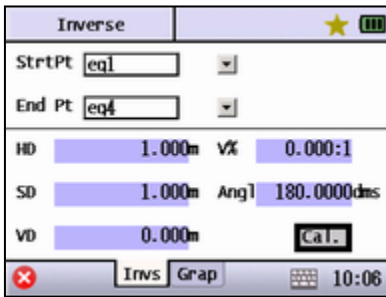 Inverse
StrtPt eq1
End Pt eq4
HD 1.000m V% 0.000:1
SD 1.000m Angl 180.0000dms
VD 0.000m Cal.
Invs Grap 10:06